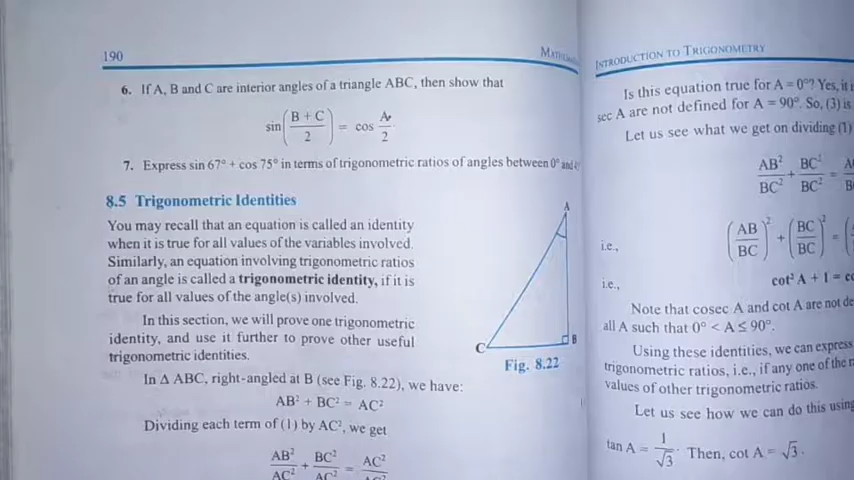 190
6. If A, B and C are interior angles of a triangle ABC, then show that
sin(B + C / 2) = cos A/2
7. Express sin 67° + cos 75° in terms of trigonometric ratios of angles between 0° and
8.5 Trigonometric Identities
You may recall that an equation is called an identity
when it is true for all values of the variables involved.
Similarly, an equation involving trigonometric ratios
of an angle is called a trigonometric identity, if it is
true for all values of the angle(s) involved.
In this section, we will prove one trigonometric
identity, and use it further to prove other useful
trigonometric identities.
A
C
B
Fig. 8.22
In Δ ABC, right-angled at B (see Fig. 8.22), we have:
AB² + BC² = AC²
Dividing each term of (1) by AC², we get
AB²/AC² + BC²/AC² = AC²/AC²
INTRODUCTION TO TRIGONOMETRY
Is this equation true for A = 0°? Yes, it
sec A are not defined for A = 90°. So, (3) is
Let us see what we get on dividing (1)
AB²/BC² + BC²/BC² =
i.e., (AB/BC)² + (BC/BC)² =
i.e., cot² A + 1 =
Note that cosec A and cot A are not
all A such that 0° < A ≤ 90°.
Using these identities, we can express
trigonometric ratios, i.e., if any one of the
values of other trigonometric ratios.
Let us see how we can do this using
tan A = 1/√3. Then, cot A = √3.